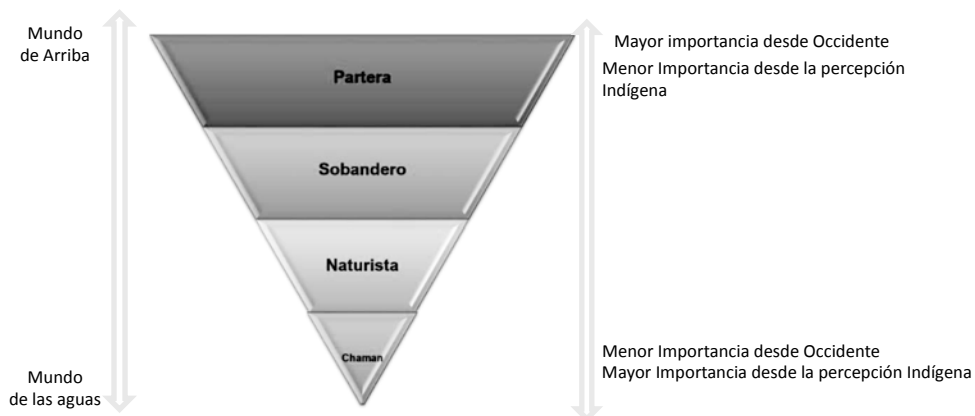 Mundo
de Arriba
Mayor importancia desde Occidente
Menor Importancia desde la percepción
Indígena
Partera
Sobandero
Naturista
Chaman
Menor Importancia desde Occidente
Mayor Importancia desde la percepción Indígena
Mundo
de las aguas